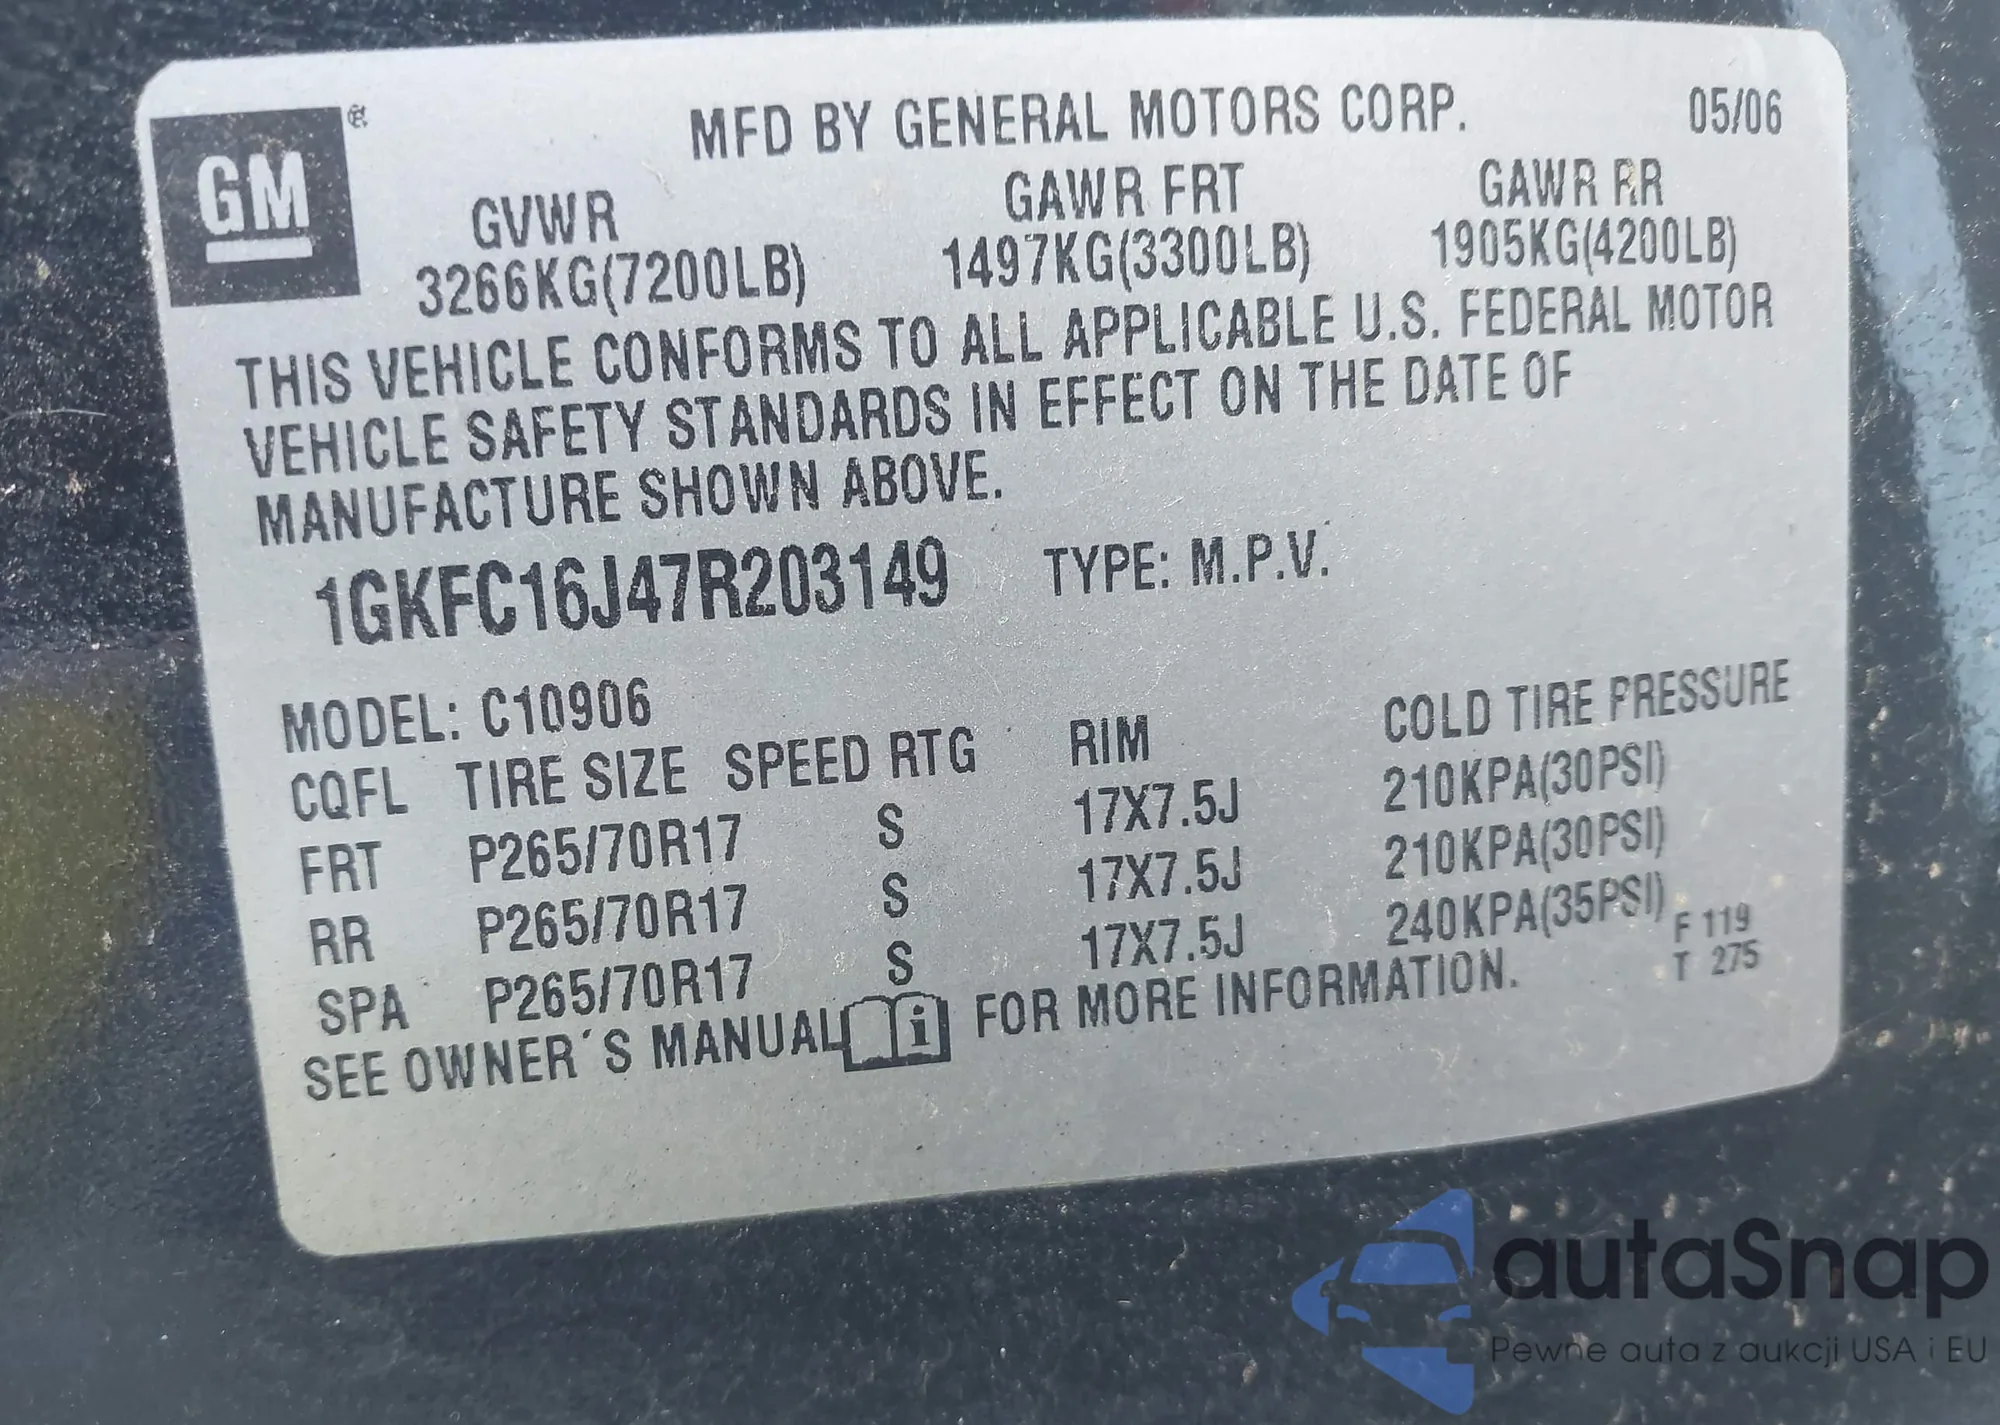 GM
MFD BY GENERAL MOTORS CORP. 05/06
GVWR GAWR FRT GAWR RR
3266KG(7200LB) 1497KG(3300LB) 1905KG(4200LB)
THIS VEHICLE CONFORMS TO ALL APPLICABLE U.S. FEDERAL MOTOR
VEHICLE SAFETY STANDARDS IN EFFECT ON THE DATE OF
MANUFACTURE SHOWN ABOVE.
1GKFC16J47R203149 TYPE: M.P.V.
MODEL: C10906
CQFL TIRE SIZE SPEED RTG RIM COLD TIRE PRESSURE
FRT P265/70R17 S 17X7.5J 210KPA(30PSI)
RR P265/70R17 S 17X7.5J 210KPA(30PSI)
SPA P265/70R17 S 17X7.5J 240KPA(35PSI)
SEE OWNER´S MANUAL i FOR MORE INFORMATION.
F 119
T 275
autaSnap
Pewne auta z aukcji USA i EU